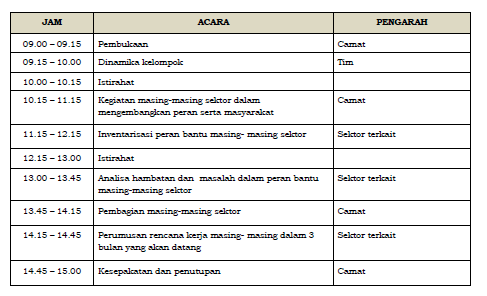 JAM ACARA PENGARAH
09.00 – 09.15 Pembukaan Camat
09.15 – 10.00 Dinamika kelompok Tim
10.00 – 10.15 Istirahat
10.15 – 11.15 Kegiatan masing-masing sektor dalam Camat
mengembangkan peran serta masyarakat
11.15 – 12.15 Inventarisasi peran bantu masing- masing sektor Sektor terkait
12.15 – 13.00 Istirahat
13.00 – 13.45 Analisa hambatan dan masalah dalam peran bantu Sektor terkait
masing-masing sektor
13.45 – 14.15 Pembagian masing-masing sektor Camat
14.15 – 14.45 Perumusan rencana kerja masing- masing dalam 3 Sektor terkait
bulan yang akan datang
14.45 – 15.00 Kesepakatan dan penutupan Camat